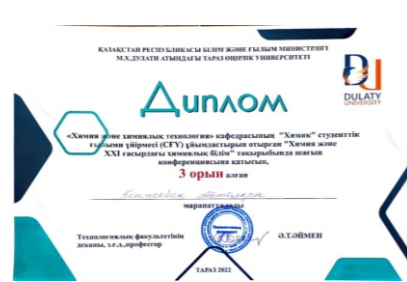 ҚАЗАҚСТАН РЕСПУБЛИКАСЫ БІЛІМ ЖӘНЕ ҒЫЛЫМ МИНИСТРЛІГІ
М.Х.ДУЛАТИ АТЫНДАҒЫ ТАРАЗ ӨҢІРЛІК УНИВЕРСИТЕТІ
DULATY
UNIVERSITY
Диплом
«Химия және химиялық технология» кафедрасының "Химик" студенттік
ғылыми үйірмесі (СҒҮ) ұйымдастырып отырған "Химия және
XXI ғасырдағы химиялық білім" тақырыбында шағын
конференциясына қатысып,
3 орын алған
марапатталады
Технологиялық факультетінің
деканы, э.ғ.д.,профессор
Ә.Т.ӘЙМЕН
ТАРАЗ 2022